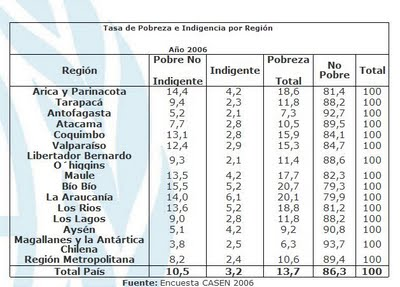 Tasa de Pobreza e Indigencia por Región
Año 2006
Región Pobre No Indigente Indigente Pobreza Total No Pobre Total
Arica y Parinacota 14,4 4,2 18,6 81,4 100
Tarapacá 9,4 2,3 11,8 88,2 100
Antofagasta 5,2 2,1 7,3 92,7 100
Atacama 7,7 2,8 10,5 89,5 100
Coquimbo 13,1 2,8 15,9 84,1 100
Valparaíso 12,4 2,9 15,3 84,7 100
Libertador Bernardo O´higgins 9,3 2,1 11,4 88,6 100
Maule 13,5 4,2 17,7 82,3 100
Bío Bío 15,5 5,2 20,7 79,3 100
La Araucanía 14,0 6,1 20,1 79,9 100
Los Rios 13,6 5,2 18,8 81,2 100
Los Lagos 9,0 2,8 11,8 88,2 100
Aysén 5,1 4,2 9,2 90,8 100
Magallanes y la Antártica Chilena 3,8 2,5 6,3 93,7 100
Región Metropolitana 8,2 2,4 10,6 89,4 100
Total País 10,5 3,2 13,7 86,3 100
Fuente: Encuesta CASEN 2006